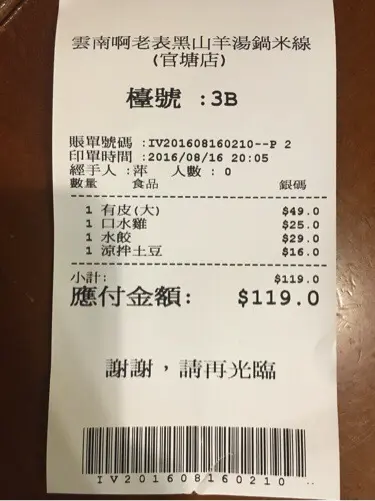 雲南啊老表黑山羊湯鍋米線
(官塘店)
檯號 :3B
賬單號碼 :IV201608160210--P 2
印單時間 :2016/08/16 20:05
經手人 :萍 人數 : 0
數量 食品 銀碼
1 有皮(大) $49.0
1 口水雞 $25.0
1 水餃 $29.0
1 涼拌土豆 $16.0
小計: $119.0
應付金額: $119.0
謝謝，請再光臨
IV201608160210